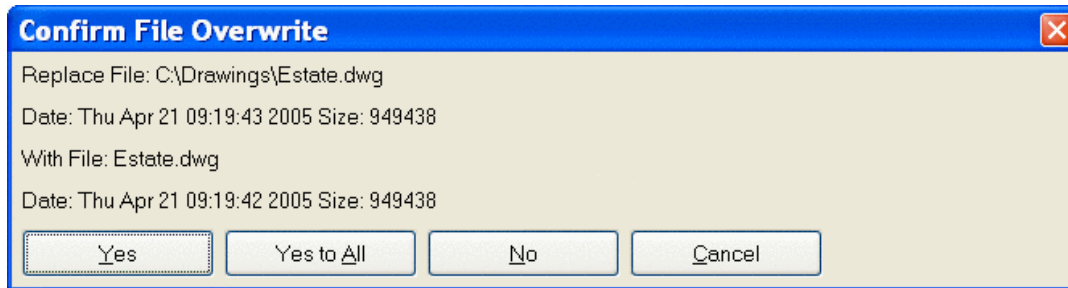 Confirm File Overwrite
Replace File: C:\Drawings\Estate.dwg
Date: Thu Apr 21 09:19:43 2005 Size: 949438
With File: Estate.dwg
Date: Thu Apr 21 09:19:42 2005 Size: 949438
Yes Yes to All No Cancel